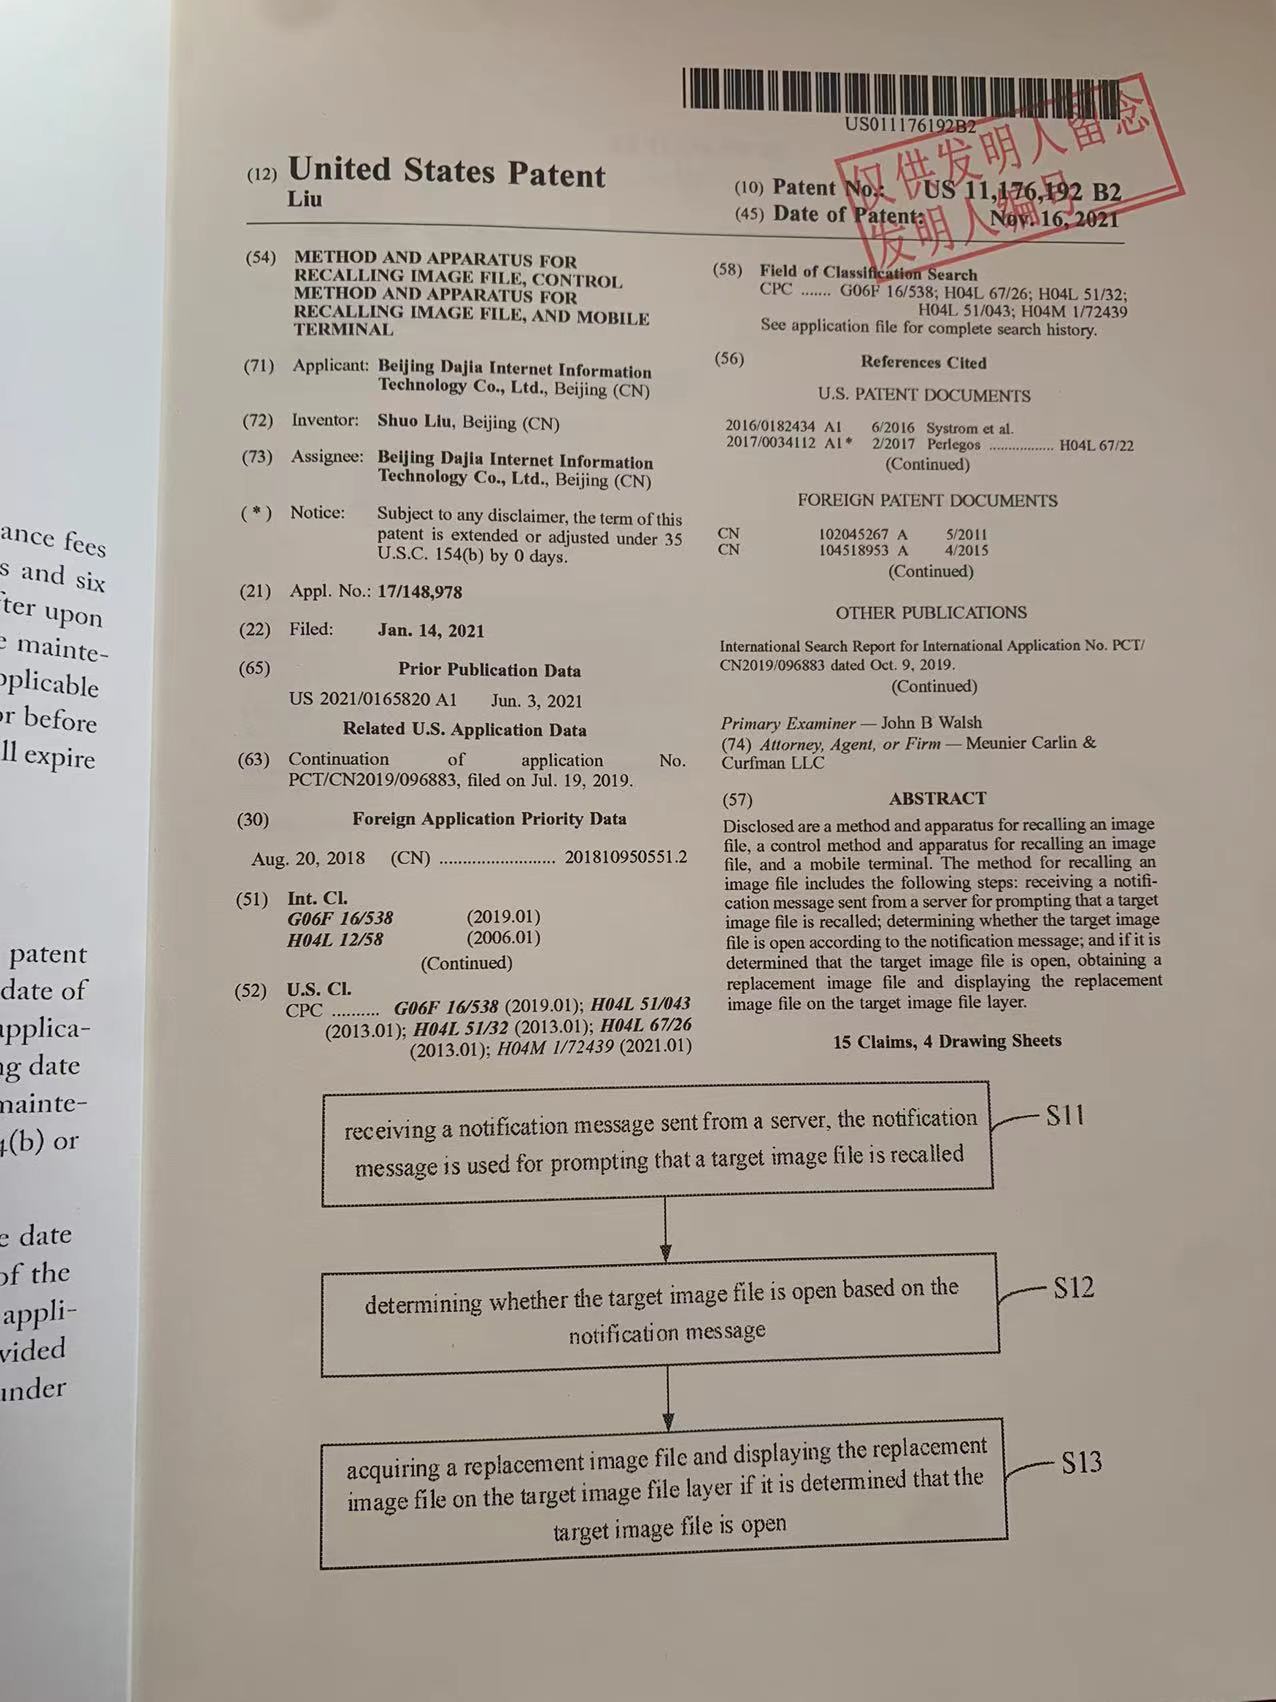 US011176192B2
仅供发明人留念
发明人编号
(12) United States Patent
Liu
(10) Patent No.: US 11,176,192 B2
(45) Date of Patent: Nov. 16, 2021
(54) METHOD AND APPARATUS FOR
RECALLING IMAGE FILE, CONTROL
METHOD AND APPARATUS FOR
RECALLING IMAGE FILE, AND MOBILE
TERMINAL
(71) Applicant: Beijing Dajia Internet Information
Technology Co., Ltd., Beijing (CN)
(72) Inventor: Shuo Liu, Beijing (CN)
(73) Assignee: Beijing Dajia Internet Information
Technology Co., Ltd., Beijing (CN)
( * ) Notice: Subject to any disclaimer, the term of this
patent is extended or adjusted under 35
U.S.C. 154(b) by 0 days.
(21) Appl. No.: 17/148,978
(22) Filed: Jan. 14, 2021
(65) Prior Publication Data
US 2021/0165820 A1 Jun. 3, 2021
Related U.S. Application Data
(63) Continuation of application No.
PCT/CN2019/096883, filed on Jul. 19, 2019.
(30) Foreign Application Priority Data
Aug. 20, 2018 (CN) .......................... 201810950551.2
(51) Int. Cl.
G06F 16/538 (2019.01)
H04L 12/58 (2006.01)
(Continued)
(52) U.S. Cl.
CPC .......... G06F 16/538 (2019.01); H04L 51/043
(2013.01); H04L 51/32 (2013.01); H04L 67/26
(2013.01); H04M 1/72439 (2021.01)
(58) Field of Classification Search
CPC ....... G06F 16/538; H04L 67/26; H04L 51/32;
H04L 51/043; H04M 1/72439
See application file for complete search history.
(56) References Cited
U.S. PATENT DOCUMENTS
2016/0182434 A1 6/2016 Systrom et al.
2017/0034112 A1* 2/2017 Perlegos ................. H04L 67/22
(Continued)
FOREIGN PATENT DOCUMENTS
CN 102045267 A 5/2011
CN 104518953 A 4/2015
(Continued)
OTHER PUBLICATIONS
International Search Report for International Application No. PCT/
CN2019/096883 dated Oct. 9, 2019.
(Continued)
Primary Examiner — John B Walsh
(74) Attorney, Agent, or Firm — Meunier Carlin &
Curfman LLC
(57) ABSTRACT
Disclosed are a method and apparatus for recalling an image
file, a control method and apparatus for recalling an image
file, and a mobile terminal. The method for recalling an
image file includes the following steps: receiving a notifi-
cation message sent from a server for prompting that a target
image file is recalled; determining whether the target image
file is open according to the notification message; and if it is
determined that the target image file is open, obtaining a
replacement image file and displaying the replacement
image file on the target image file layer.
15 Claims, 4 Drawing Sheets
receiving a notification message sent from a server, the notification
message is used for prompting that a target image file is recalled
S11
determining whether the target image file is open based on the
notification message
S12
acquiring a replacement image file and displaying the replacement
image file on the target image file layer if it is determined that the
target image file is open
S13
ance fees
s and six
fter upon
e mainte-
pplicable
or before
ll expire
patent
date of
applica-
ng date
mainte-
4(b) or
e date
of the
appli-
vided
under